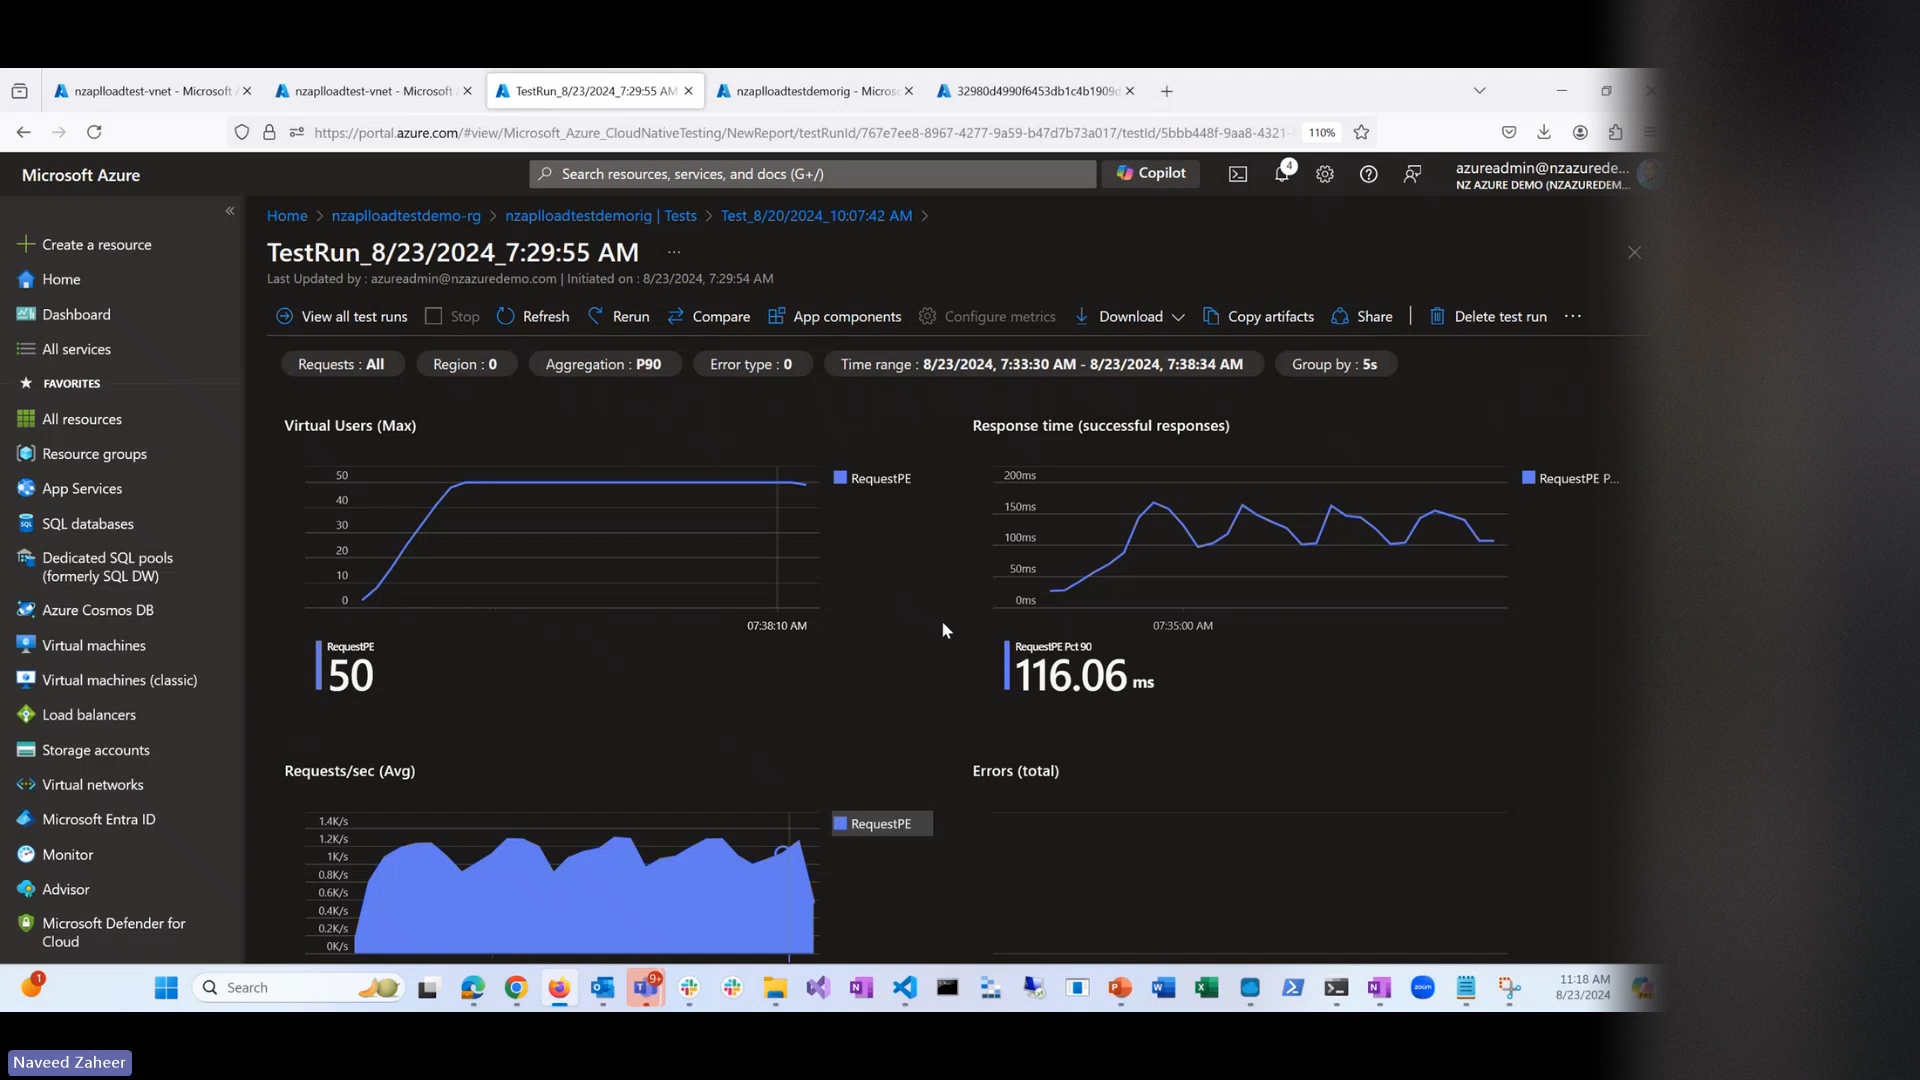 nzaplloadtest-vnet - Microsoft
nzaplloadtest-vnet - Microsoft
TestRun_8/23/2024_7:29:55 AM
nzaplloadtestdemorig - Micros
32980d4990f6453db1c4b1909d
https://portal.azure.com/#view/Microsoft_Azure_CloudNativeTesting/NewReport/testRunId/767e7ee8-8967-4277-9a59-b47d7b73a017/testId/5bbb448f-9aa8-4321-
110%
Microsoft Azure
Search resources, services, and docs (G+/)
Copilot
4
azureadmin@nzazurede...
NZ AZURE DEMO (NZAZUREDEM...
Home > nzaplloadtestdemo-rg > nzaplloadtestdemorig | Tests > Test_8/20/2024_10:07:42 AM >
TestRun_8/23/2024_7:29:55 AM ...
Last Updated by : azureadmin@nzazuredemo.com | Initiated on : 8/23/2024, 7:29:54 AM
View all test runs
Stop
Refresh
Rerun
Compare
App components
Configure metrics
Download
Copy artifacts
Share
Delete test run
...
Requests : All
Region : 0
Aggregation : P90
Error type : 0
Time range : 8/23/2024, 7:33:30 AM - 8/23/2024, 7:38:34 AM
Group by : 5s
Create a resource
Home
Dashboard
All services
FAVORITES
All resources
Resource groups
App Services
SQL databases
Dedicated SQL pools
(formerly SQL DW)
Azure Cosmos DB
Virtual machines
Virtual machines (classic)
Load balancers
Storage accounts
Virtual networks
Microsoft Entra ID
Monitor
Advisor
Microsoft Defender for
Cloud
Virtual Users (Max)
50
40
30
20
10
0
07:38:10 AM
RequestPE
RequestPE
50
Response time (successful responses)
200ms
150ms
100ms
50ms
0ms
07:35:00 AM
RequestPE P...
RequestPE Pct 90
116.06 ms
Requests/sec (Avg)
1.4K/s
1.2K/s
1K/s
0.8K/s
0.6K/s
0.4K/s
0.2K/s
0K/s
RequestPE
Errors (total)
1
Search
9+
zoom
11:18 AM
8/23/2024
Naveed Zaheer